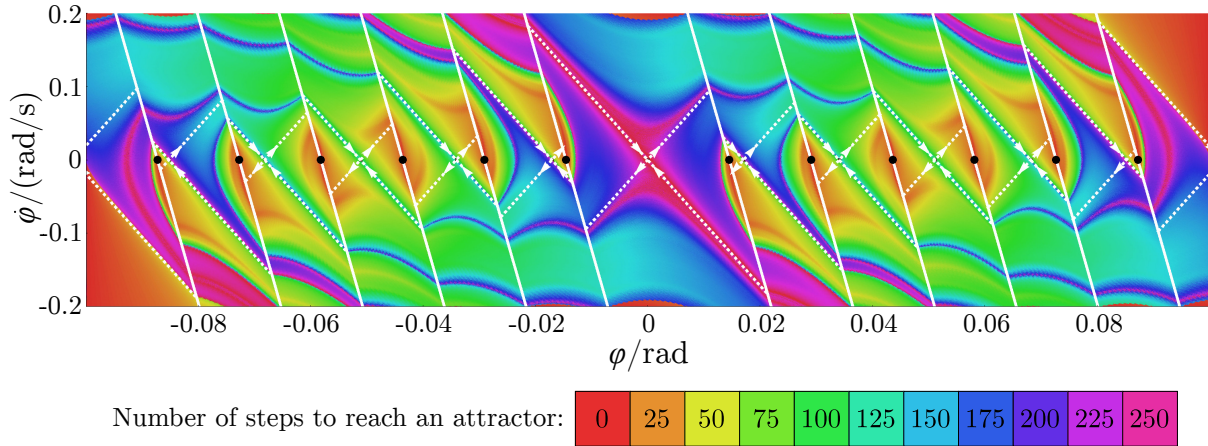 0.2
0.1
0
-0.1
-0.2
φ̇/(rad/s)
-0.08 -0.06 -0.04 -0.02 0 0.02 0.04 0.06 0.08
φ/rad
Number of steps to reach an attractor: 0 25 50 75 100 125 150 175 200 225 250